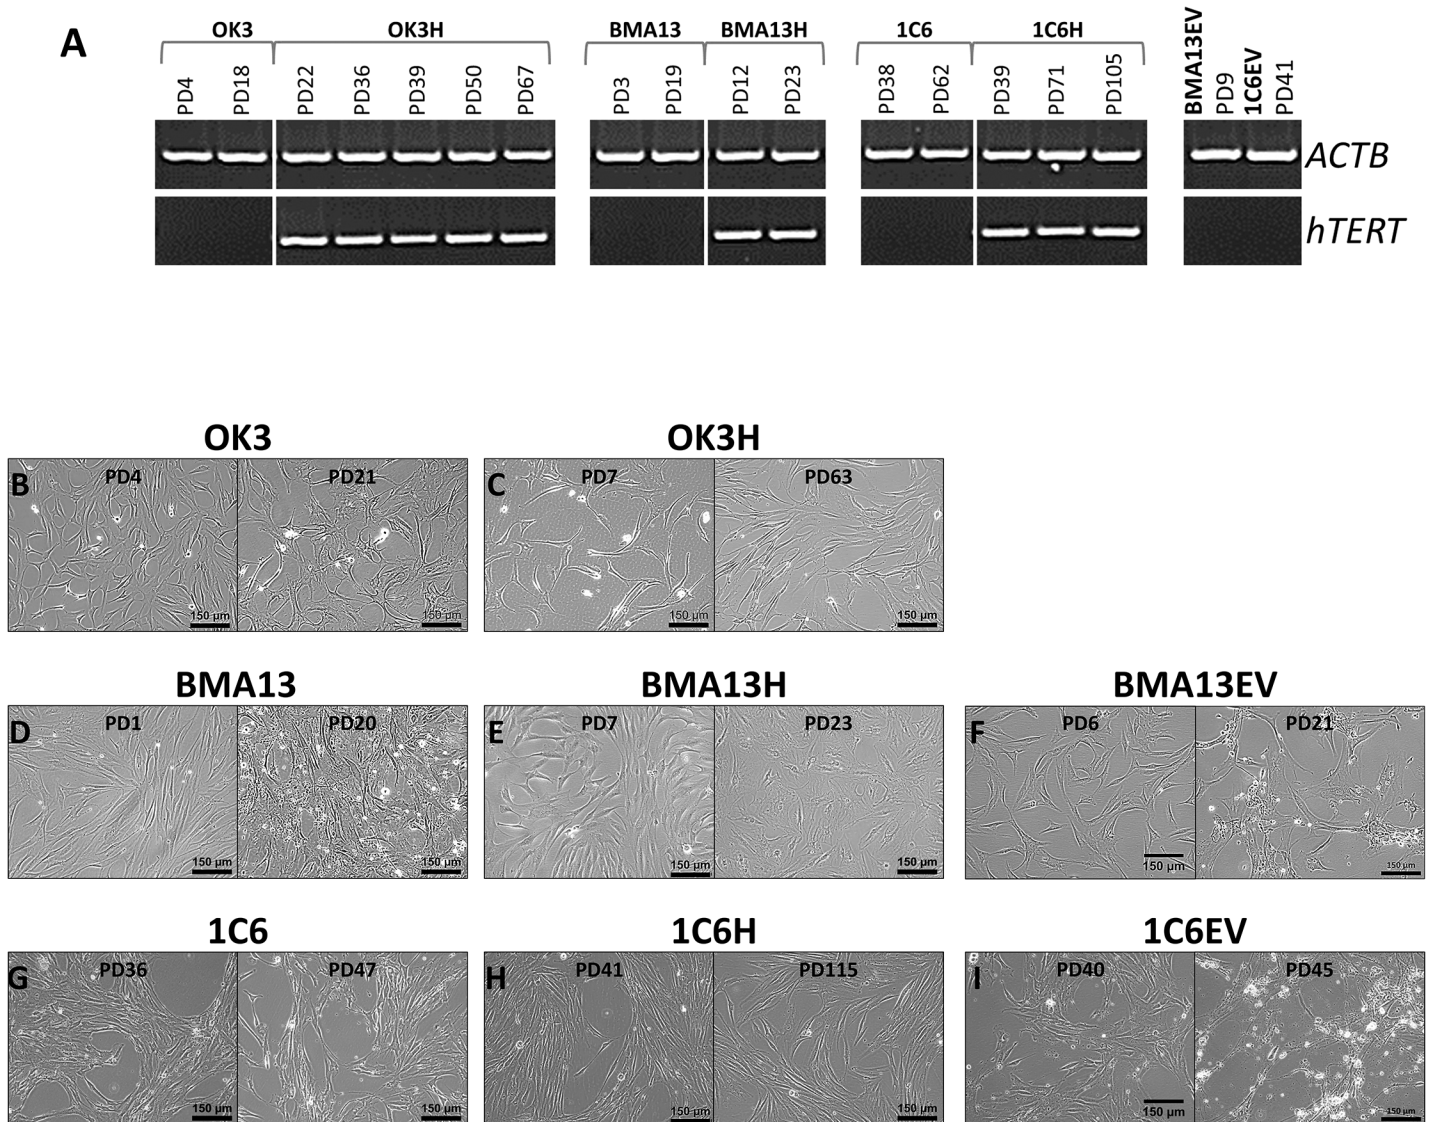 A
OK3 OK3H BMA13 BMA13H 1C6 1C6H
PD4 PD18 PD22 PD36 PD39 PD50 PD67 PD3 PD19 PD12 PD23 PD38 PD62 PD39 PD71 PD105 BMA13EV PD9 1C6EV PD41
ACTB
hTERT
OK3 OK3H
B PD4 PD21 C PD7 PD63
150 µm 150 µm 150 µm 150 µm
BMA13 BMA13H BMA13EV
D PD1 PD20 E PD7 PD23 F PD6 PD21
150 µm 150 µm 150 µm 150 µm 150 µm 150 µm
1C6 1C6H 1C6EV
G PD36 PD47 H PD41 PD115 I PD40 PD45
150 µm 150 µm 150 µm 150 µm 150 µm 150 µm